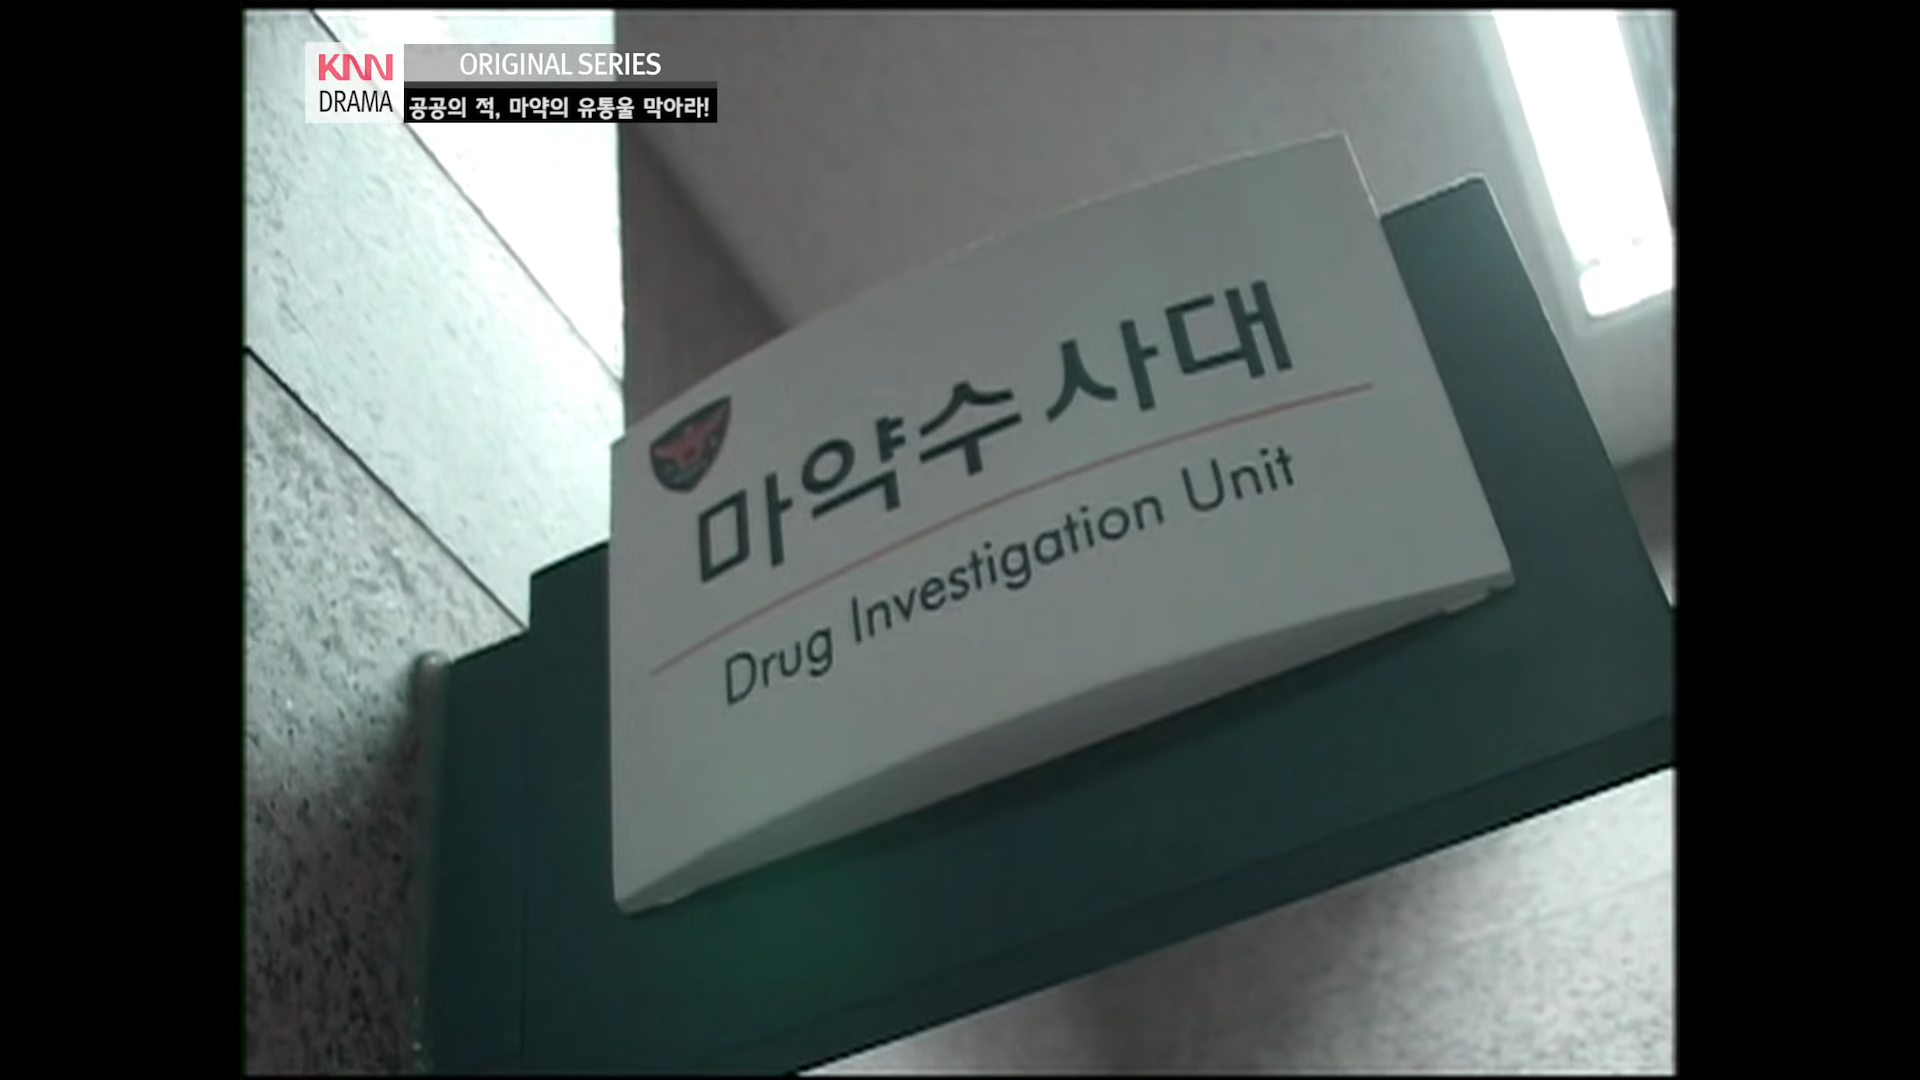 KNN
DRAMA
ORIGINAL SERIES
공공의 적, 마약의 유통울 막아라!
마약수사대
Drug Investigation Unit